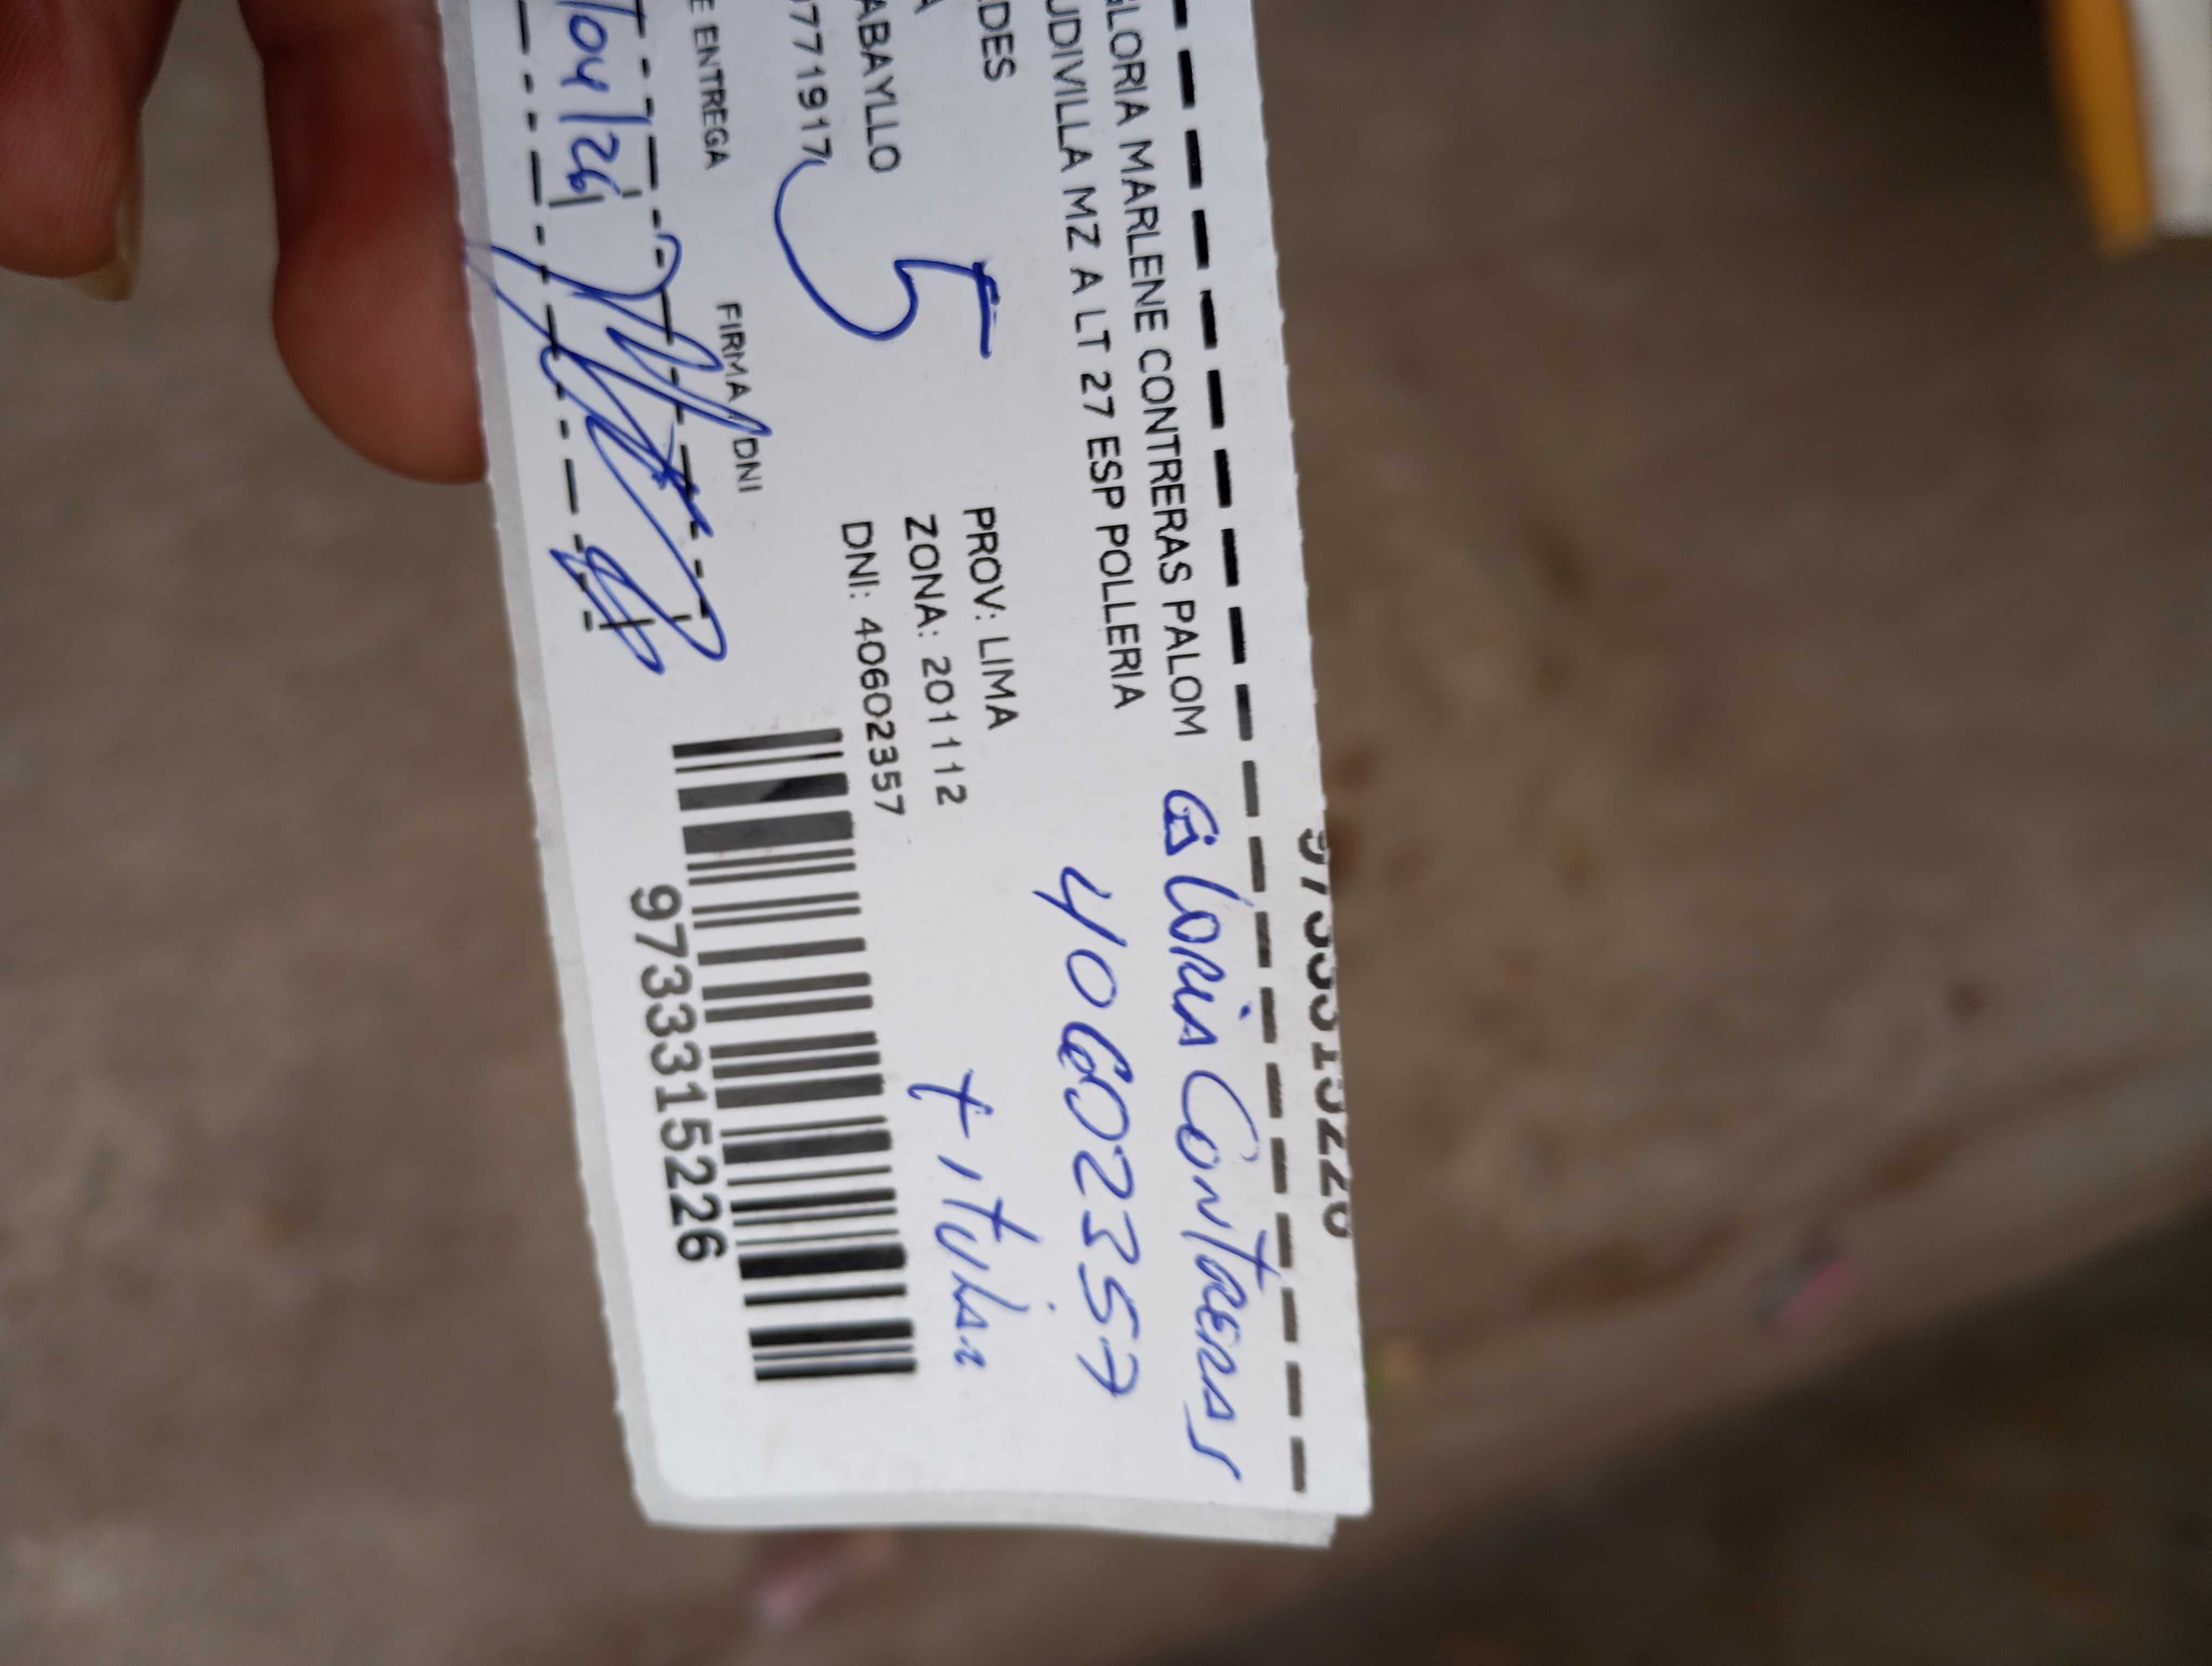 9733315226
GLORIA MARLENE CONTRERAS PALOM Gloria Contreras
UDIVILLA MZ A LT 27 ESP POLLERIA 40602357
DES
PROV: LIMA
5
ABAYLLO ZONA: 201112 titular
771917 DNI: 40602357
E ENTREGA FIRMA / DNI
04/26
9733315226